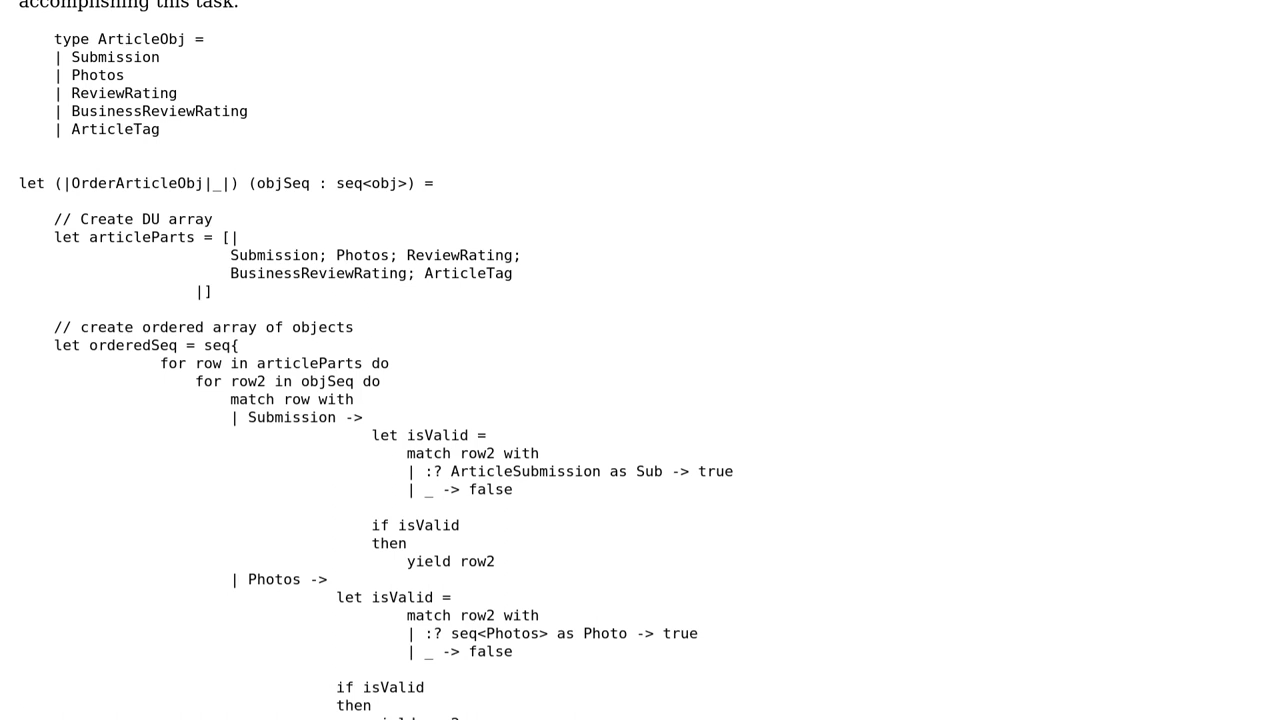 accomplishing this task.
type ArticleObj =
| Submission
| Photos
| ReviewRating
| BusinessReviewRating
| ArticleTag
let (|OrderArticleObj|_|) (objSeq : seq<obj>) =
// Create DU array
let articleParts = [|
Submission; Photos; ReviewRating;
BusinessReviewRating; ArticleTag
|]
// create ordered array of objects
let orderedSeq = seq{
for row in articleParts do
for row2 in objSeq do
match row with
| Submission ->
let isValid =
match row2 with
| :? ArticleSubmission as Sub -> true
| _ -> false
if isValid
then
yield row2
| Photos ->
let isValid =
match row2 with
| :? seq<Photos> as Photo -> true
| _ -> false
if isValid
then